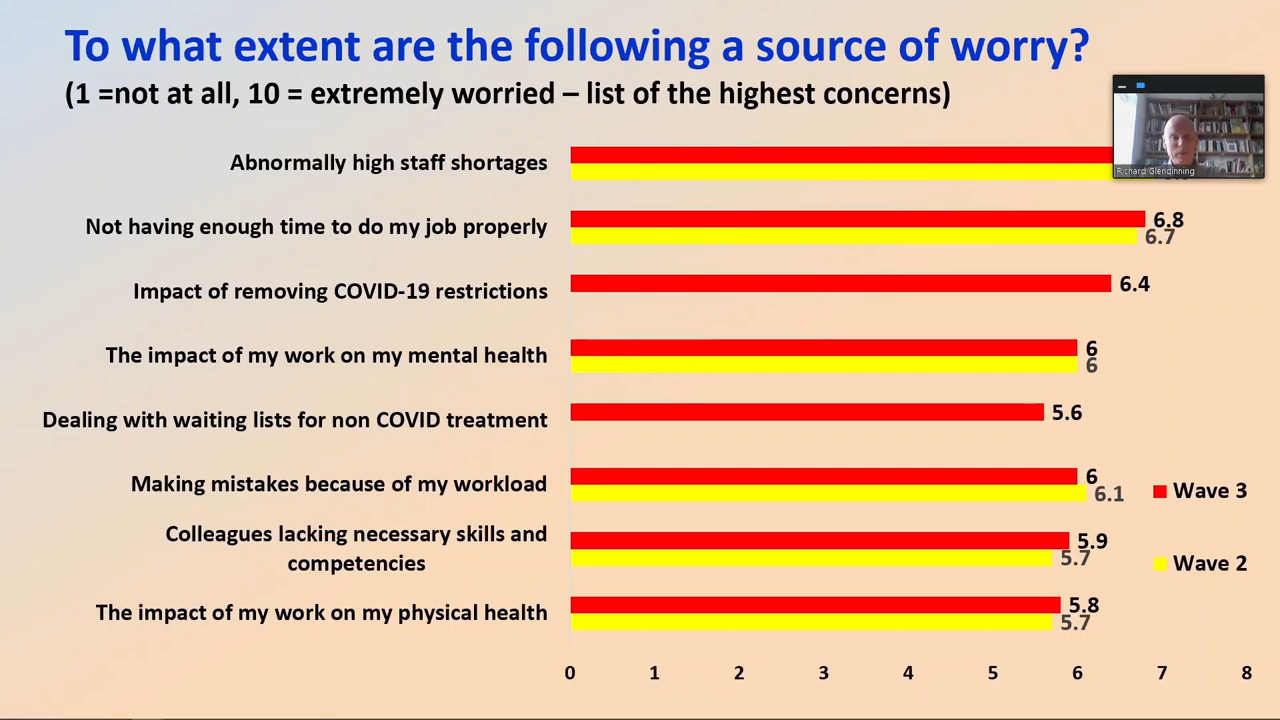 To what extent are the following a source of worry?
(1 =not at all, 10 = extremely worried – list of the highest concerns)
Richard Glendinning
Abnormally high staff shortages
Not having enough time to do my job properly
6.8
6.7
Impact of removing COVID-19 restrictions
6.4
The impact of my work on my mental health
6
6
Dealing with waiting lists for non COVID treatment
5.6
Making mistakes because of my workload
6
6.1
Wave 3
Colleagues lacking necessary skills and
competencies
5.9
5.7
Wave 2
The impact of my work on my physical health
5.8
5.7
0 1 2 3 4 5 6 7 8